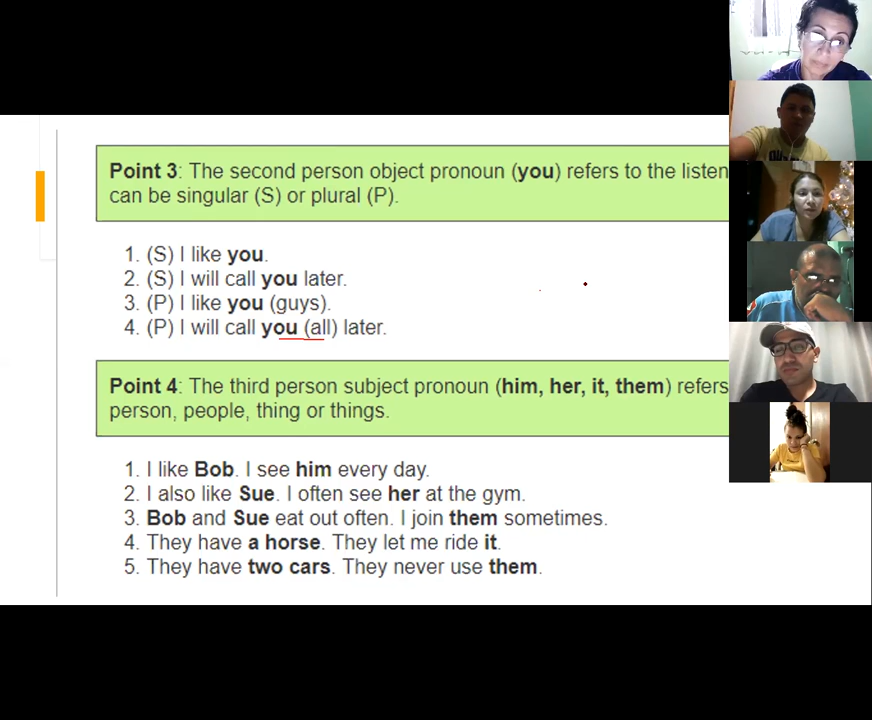 Point 3: The second person object pronoun (you) refers to the listen
can be singular (S) or plural (P).
1. (S) I like you.
2. (S) I will call you later.
3. (P) I like you (guys).
4. (P) I will call you (all) later.
Point 4: The third person subject pronoun (him, her, it, them) refers
person, people, thing or things.
1. I like Bob. I see him every day.
2. I also like Sue. I often see her at the gym.
3. Bob and Sue eat out often. I join them sometimes.
4. They have a horse. They let me ride it.
5. They have two cars. They never use them.